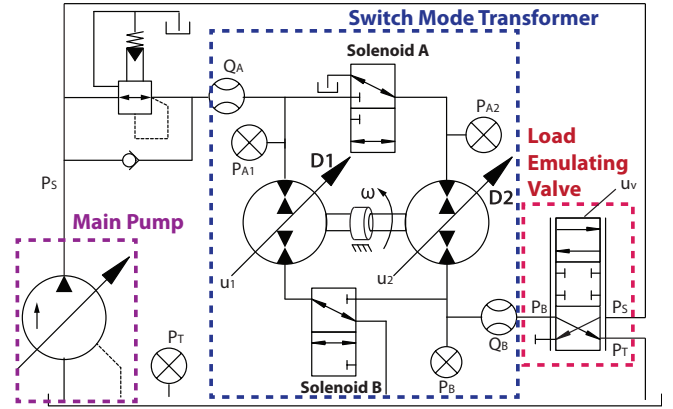 Switch Mode Transformer
Solenoid A
QA
PA1
PA2
D1
D2
Load
Emulating
Valve
uv
PS
ω
Main Pump
u1
u2
PB
PS
QB
PT
PT
Solenoid B
PB